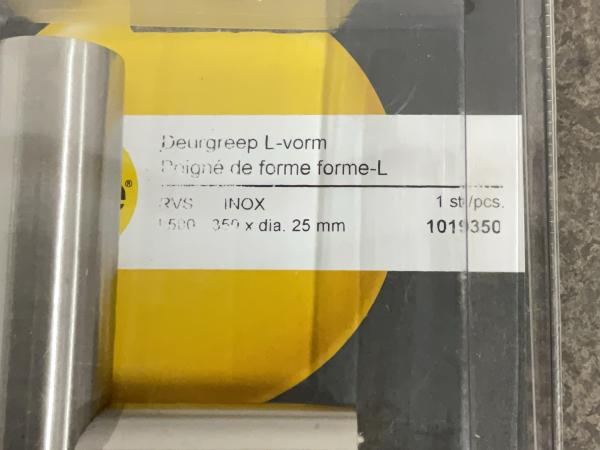 Deurgreep L-vorm
Poigné de forme forme-L
RVS INOX 1 st/pcs.
350 x dia. 25 mm 1019350
e®